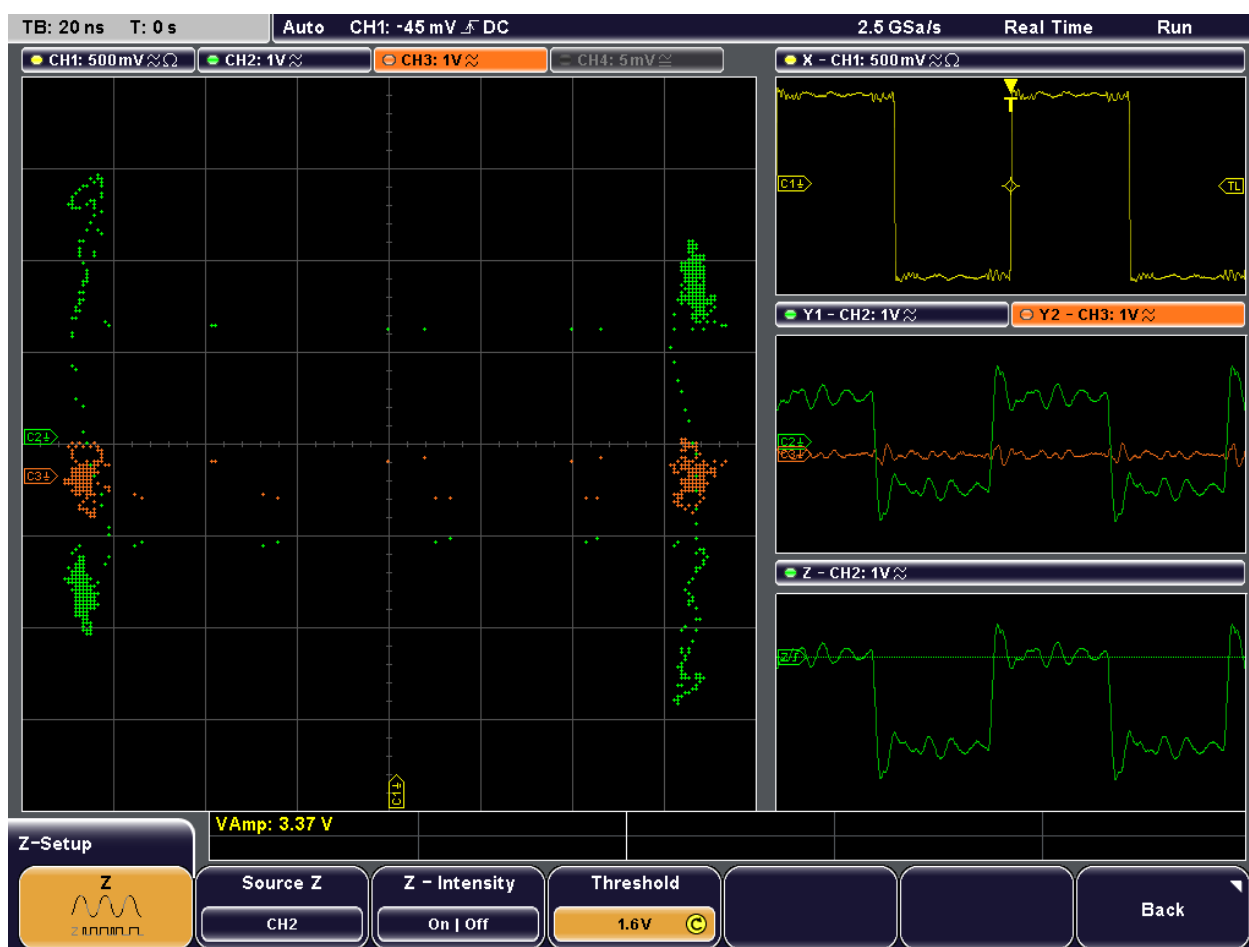 TB: 20 ns T: 0 s Auto CH1: -45 mV DC 2.5 GSa/s Real Time Run
CH1: 500mV≂Ω CH2: 1V≂ CH3: 1V≂ CH4: 5mV≅ X - CH1: 500mV≂Ω
T
C1
TL
Y1 - CH2: 1V≂ Y2 - CH3: 1V≂
C2
C3
C2
C3
Z - CH2: 1V≂
Z
C1
VAmp: 3.37 V
Z-Setup
Z Source Z Z - Intensity Threshold
Z CH2 On | Off 1.6V C Back